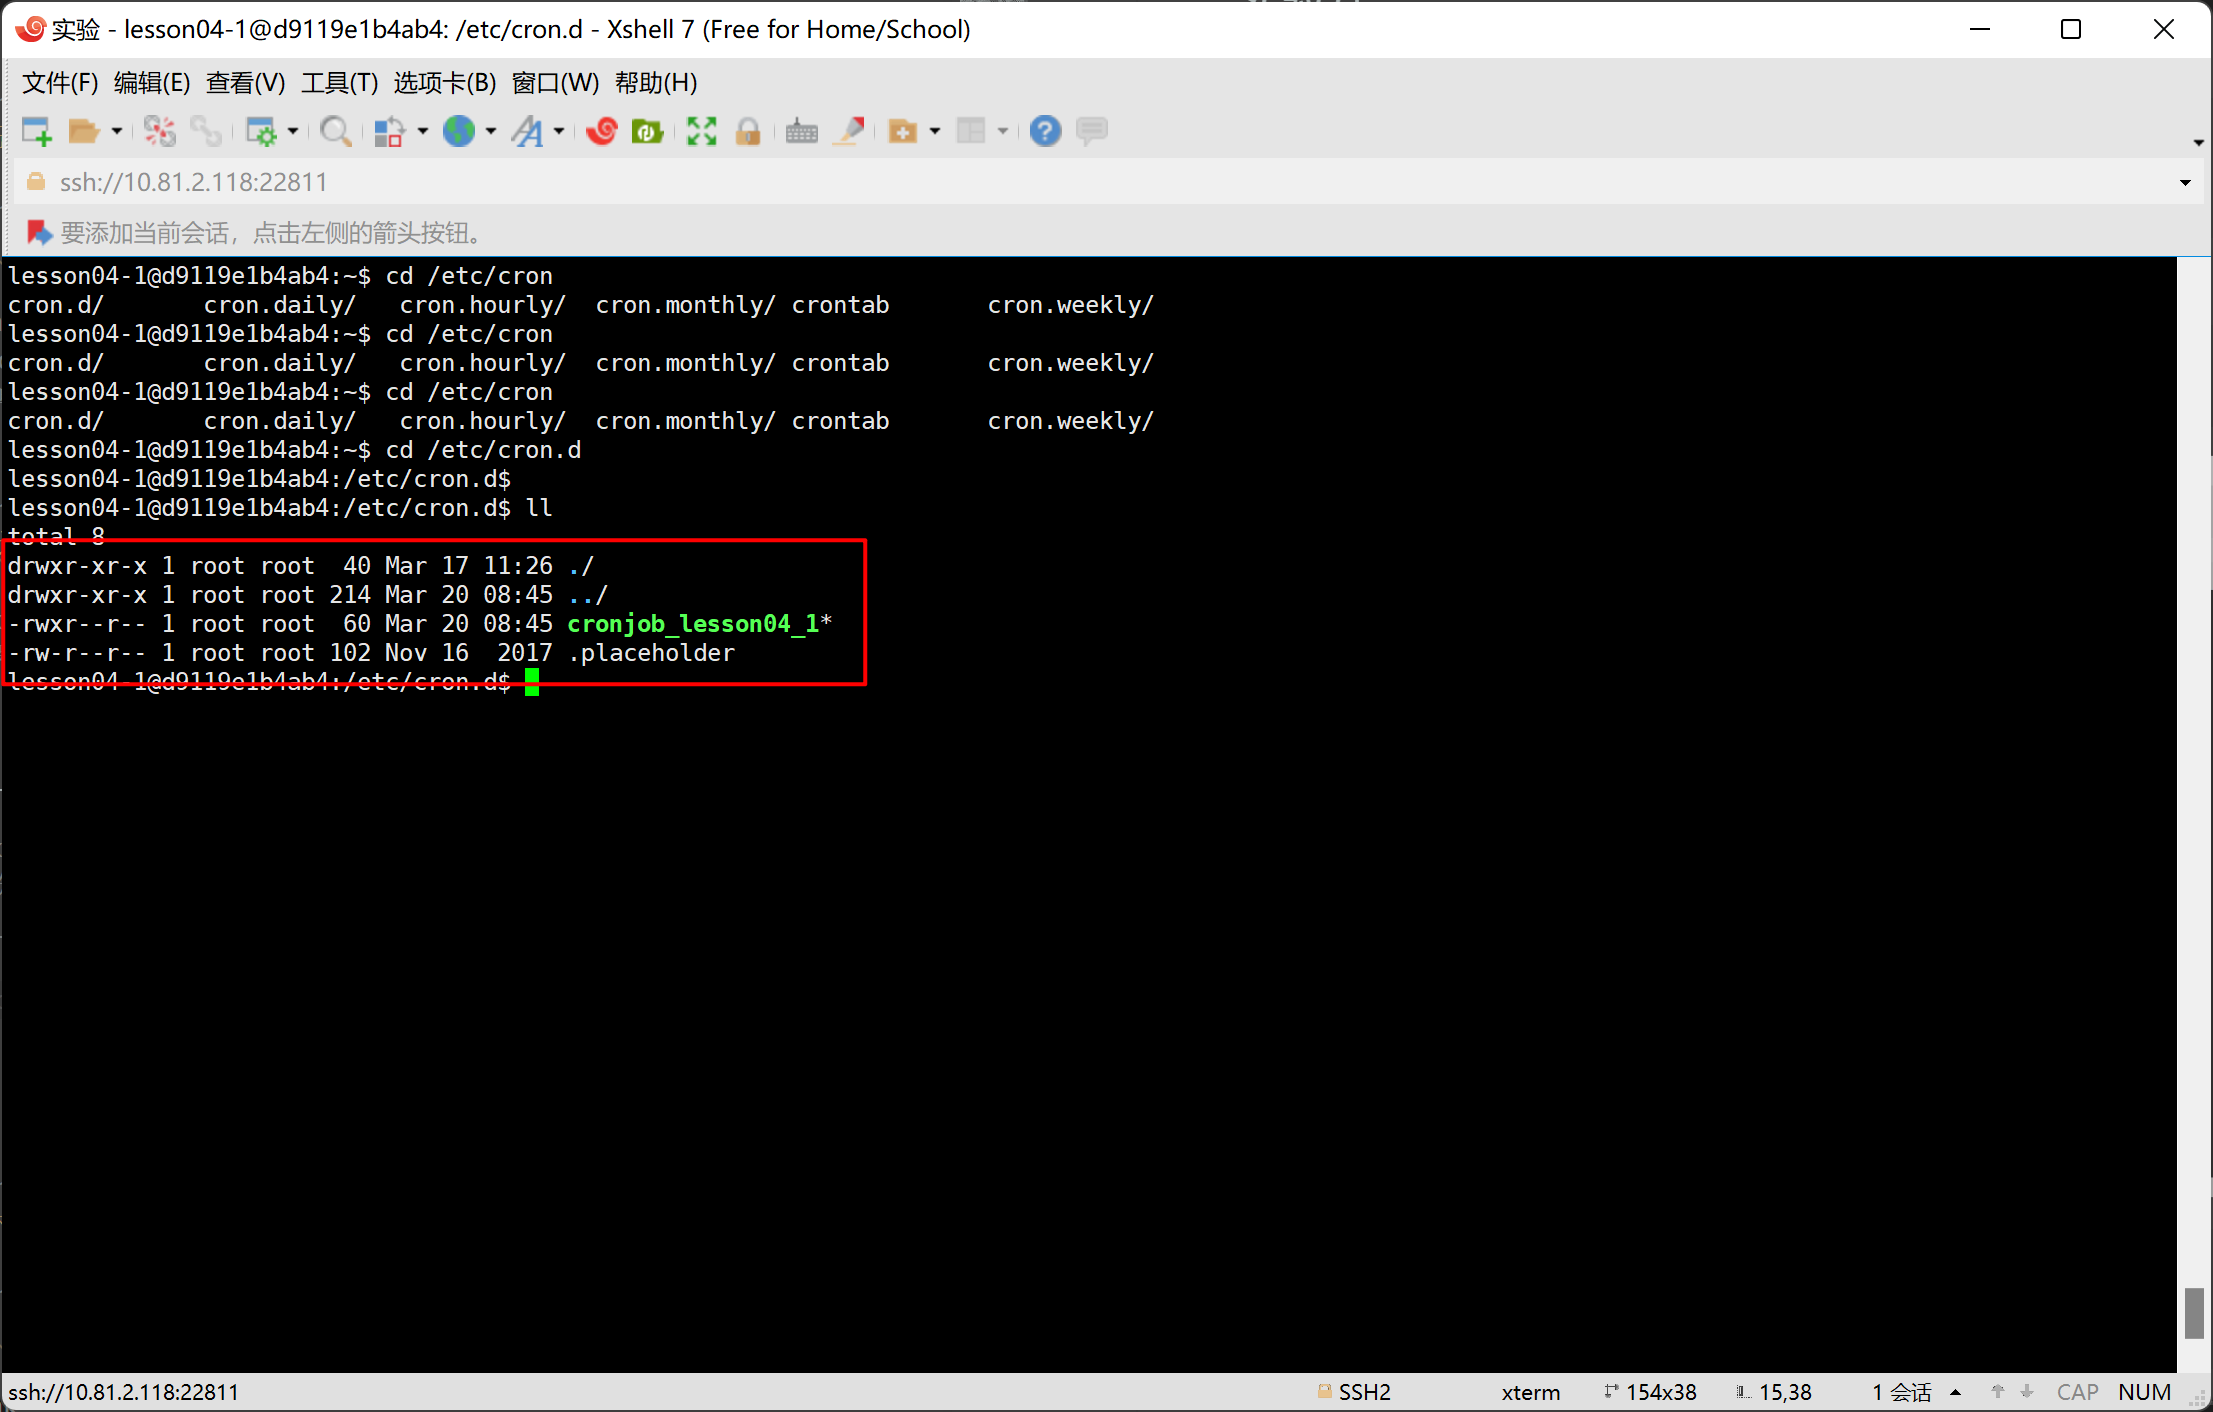 实验 - lesson04-1@d9119e1b4ab4: /etc/cron.d - Xshell 7 (Free for Home/School)
文件(F) 编辑(E) 查看(V) 工具(T) 选项卡(B) 窗口(W) 帮助(H)
ssh://10.81.2.118:22811
要添加当前会话，点击左侧的箭头按钮。
lesson04-1@d9119e1b4ab4:~$ cd /etc/cron
cron.d/ cron.daily/ cron.hourly/ cron.monthly/ crontab cron.weekly/
lesson04-1@d9119e1b4ab4:~$ cd /etc/cron
cron.d/ cron.daily/ cron.hourly/ cron.monthly/ crontab cron.weekly/
lesson04-1@d9119e1b4ab4:~$ cd /etc/cron
cron.d/ cron.daily/ cron.hourly/ cron.monthly/ crontab cron.weekly/
lesson04-1@d9119e1b4ab4:~$ cd /etc/cron.d
lesson04-1@d9119e1b4ab4:/etc/cron.d$
lesson04-1@d9119e1b4ab4:/etc/cron.d$ ll
total 8
drwxr-xr-x 1 root root  40 Mar 17 11:26 ./
drwxr-xr-x 1 root root 214 Mar 20 08:45 ../
-rwxr--r-- 1 root root  60 Mar 20 08:45 cronjob_lesson04_1*
-rw-r--r-- 1 root root 102 Nov 16  2017 .placeholder
lesson04-1@d9119e1b4ab4:/etc/cron.d$
ssh://10.81.2.118:22811 SSH2 xterm 154x38 15,38 1 会话 CAP NUM